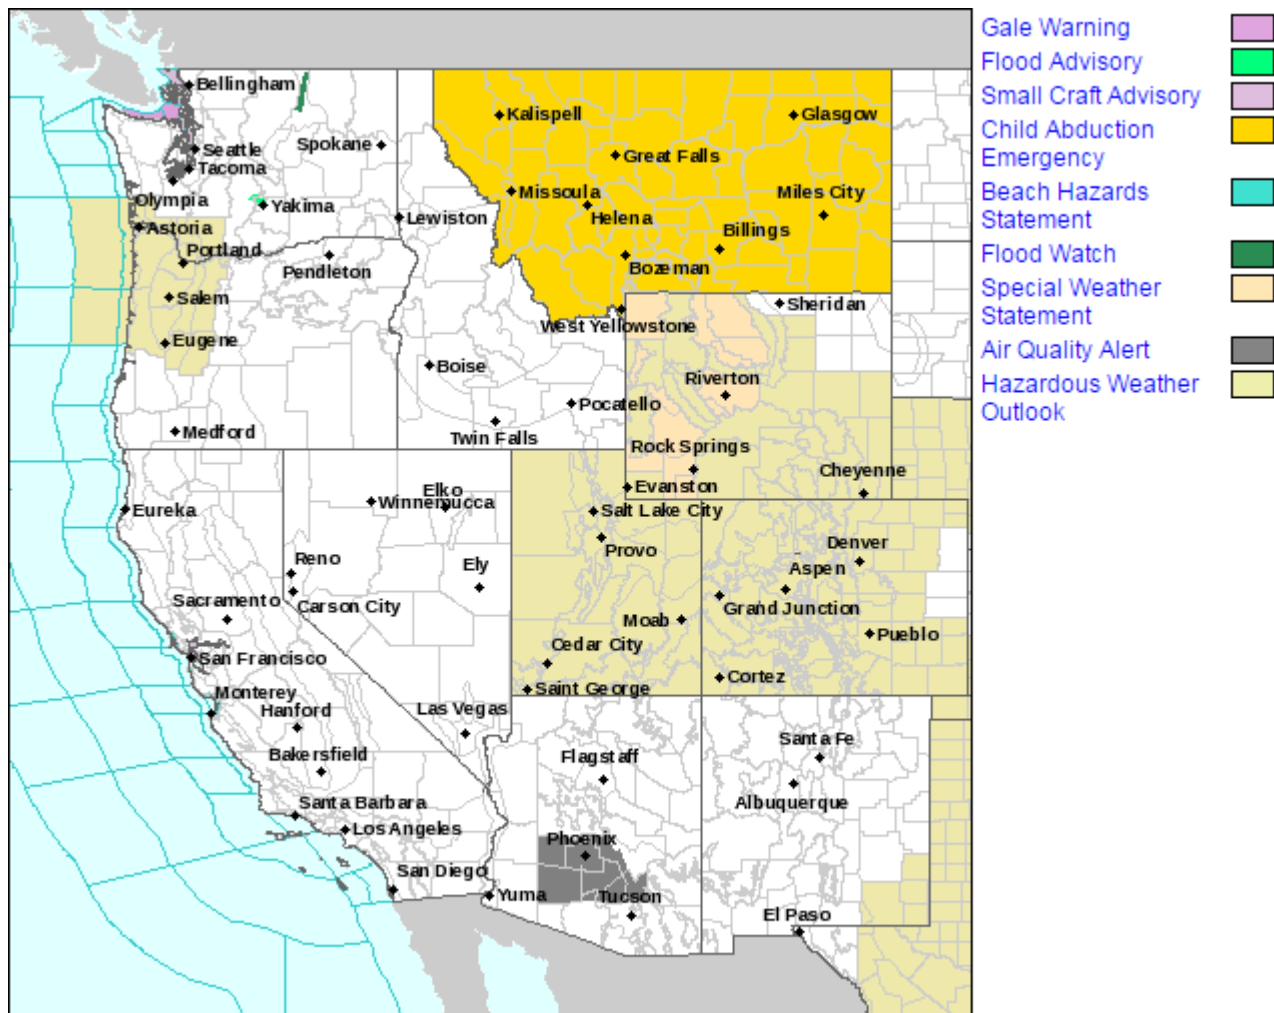 Bellingham
Seattle
Tacoma
Olympia
Spokane
Yakima
Lewiston
Astoria
Portland
Pendleton
Salem
Eugene
Medford
Kalispell
Glasgow
Great Falls
Missoula
Miles City
Helena
Billings
Bozeman
West Yellowstone
Sheridan
Boise
Pocatello
Twin Falls
Riverton
Rock Springs
Cheyenne
Evanston
Eureka
Elko
Winnemucca
Salt Lake City
Provo
Reno
Ely
Carson City
Sacramento
Denver
Aspen
Grand Junction
Moab
Pueblo
Cedar City
Cortez
Saint George
San Francisco
Monterey
Hanford
Las Vegas
Bakersfield
Flagstaff
Santa Fe
Albuquerque
Santa Barbara
Los Angeles
Phoenix
San Diego
Yuma
Tucson
El Paso
Gale Warning
Flood Advisory
Small Craft Advisory
Child Abduction
Emergency
Beach Hazards
Statement
Flood Watch
Special Weather
Statement
Air Quality Alert
Hazardous Weather
Outlook